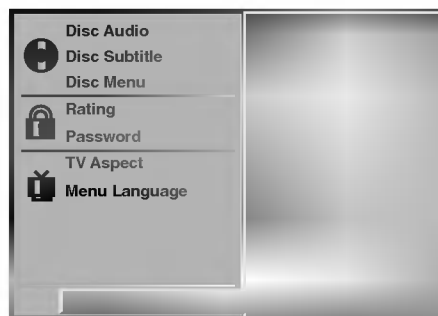 Disc Audio
Disc Subtitle
Disc Menu
Rating
Password
TV Aspect
Menu Language